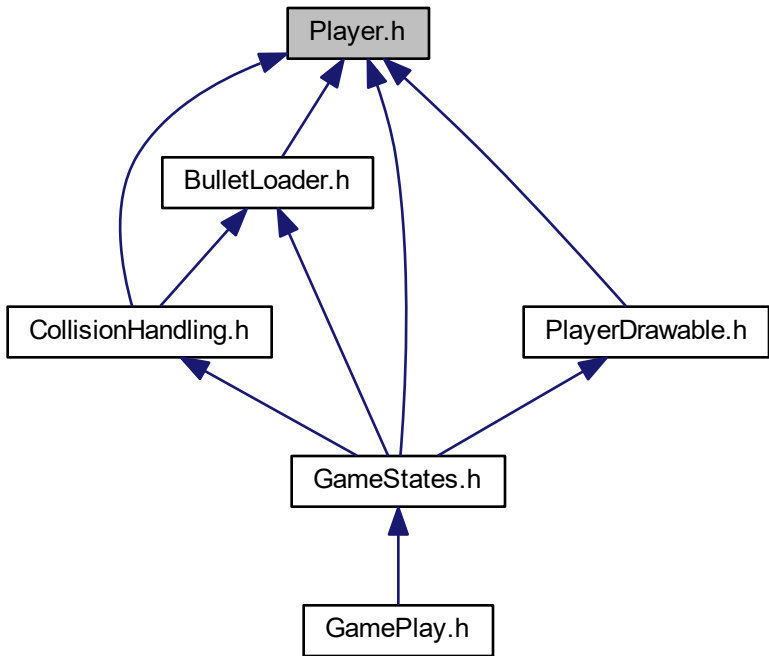 Player.h
BulletLoader.h
CollisionHandling.h
PlayerDrawable.h
GameStates.h
GamePlay.h